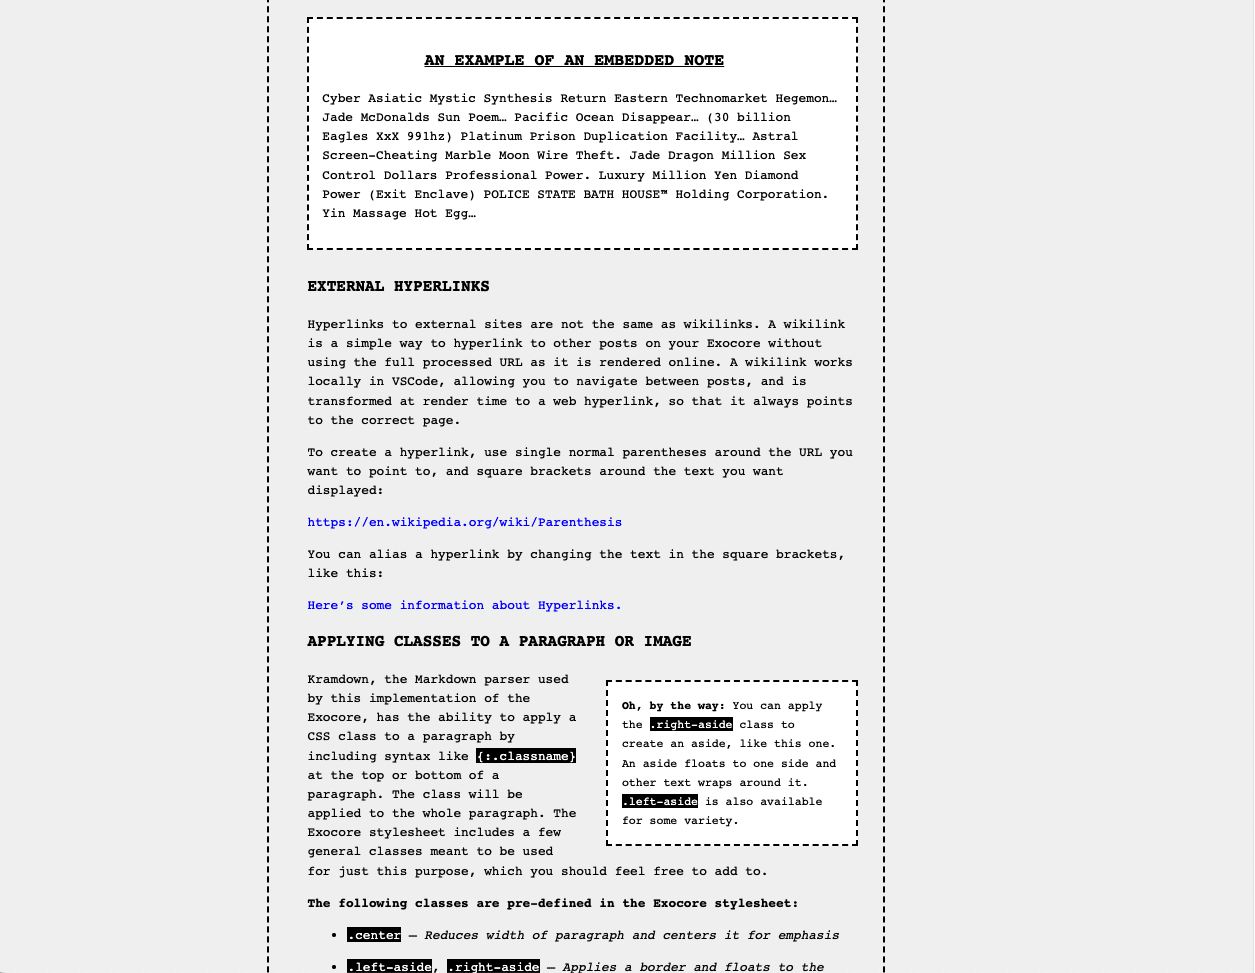 AN EXAMPLE OF AN EMBEDDED NOTE
Cyber Asiatic Mystic Synthesis Return Eastern Technomarket Hegemon…
Jade McDonalds Sun Poem… Pacific Ocean Disappear… (30 billion
Eagles XxX 991hz) Platinum Prison Duplication Facility… Astral
Screen-Cheating Marble Moon Wire Theft. Jade Dragon Million Sex
Control Dollars Professional Power. Luxury Million Yen Diamond
Power (Exit Enclave) POLICE STATE BATH HOUSE™ Holding Corporation.
Yin Massage Hot Egg…
EXTERNAL HYPERLINKS
Hyperlinks to external sites are not the same as wikilinks. A wikilink
is a simple way to hyperlink to other posts on your Exocore without
using the full processed URL as it is rendered online. A wikilink works
locally in VSCode, allowing you to navigate between posts, and is
transformed at render time to a web hyperlink, so that it always points
to the correct page.
To create a hyperlink, use single normal parentheses around the URL you
want to point to, and square brackets around the text you want
displayed:
https://en.wikipedia.org/wiki/Parenthesis
You can alias a hyperlink by changing the text in the square brackets,
like this:
Here’s some information about Hyperlinks.
APPLYING CLASSES TO A PARAGRAPH OR IMAGE
Kramdown, the Markdown parser used
by this implementation of the
Exocore, has the ability to apply a
CSS class to a paragraph by
including syntax like {:.classname}
at the top or bottom of a
paragraph. The class will be
applied to the whole paragraph. The
Exocore stylesheet includes a few
general classes meant to be used
for just this purpose, which you should feel free to add to.
Oh, by the way: You can apply
the .right-aside class to
create an aside, like this one.
An aside floats to one side and
other text wraps around it.
.left-aside is also available
for some variety.
The following classes are pre-defined in the Exocore stylesheet:
• .center — Reduces width of paragraph and centers it for emphasis
• .left-aside, .right-aside — Applies a border and floats to the